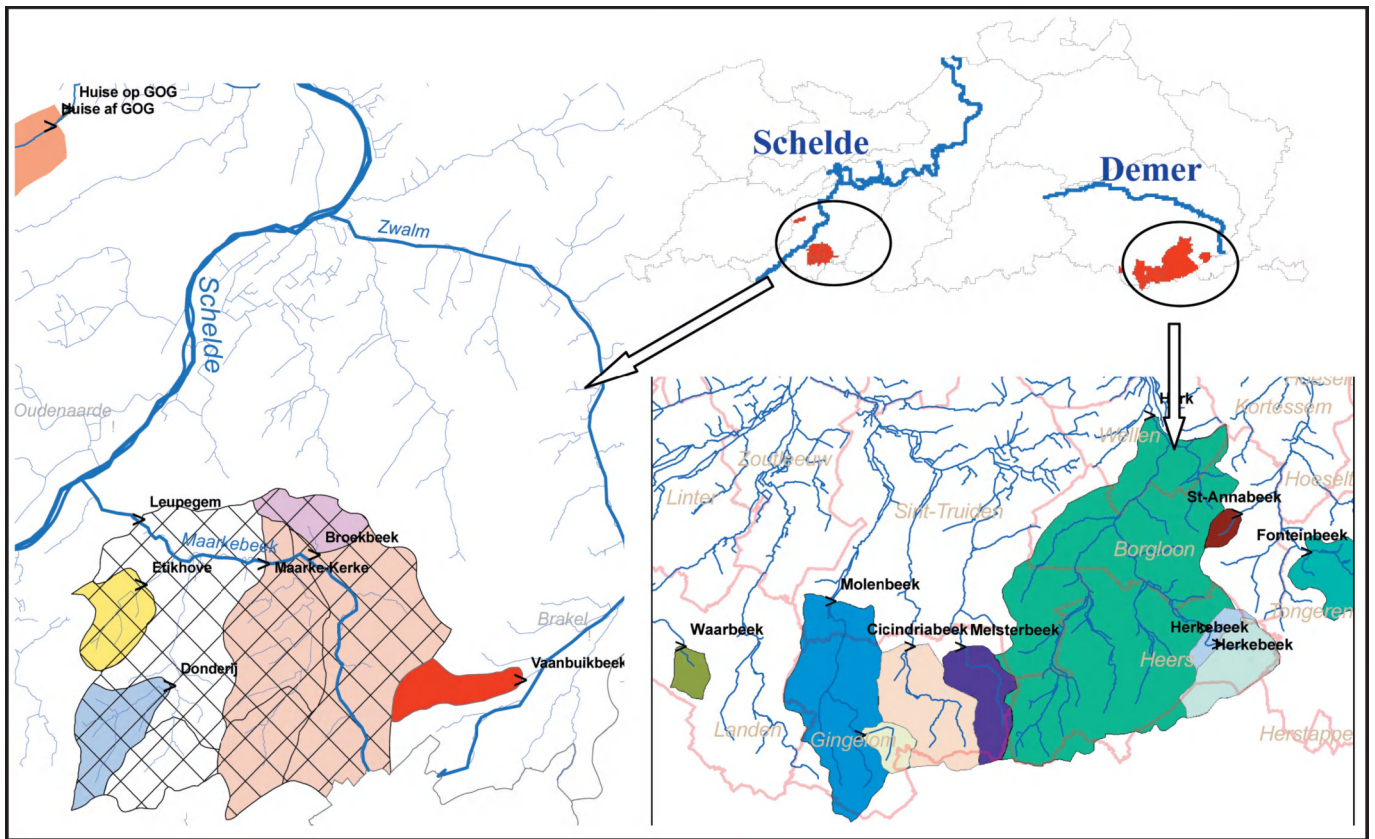 Huise op GOG
Huise af GOG
Schelde
Demer
Zwalm
Schelde
Oudenaarde
Leupegem
Maarkebeek
Broekbeek
Etikhove
Maarke-Kerke
Brakel
Donderij
Vaanbuikbeek
Hoeselt
Herk
Kortessem
Wellen
Zoutleeuw
Linter
Hoeselt
St-Annabeek
Sint-Truiden
Fonteinbeek
Borgloon
Molenbeek
Tongeren
Waarbeek
Cicindriabeek
Melsterbeek
Herkebeek
Herkebeek
Heers
Landen
Gingelom
Herstappe